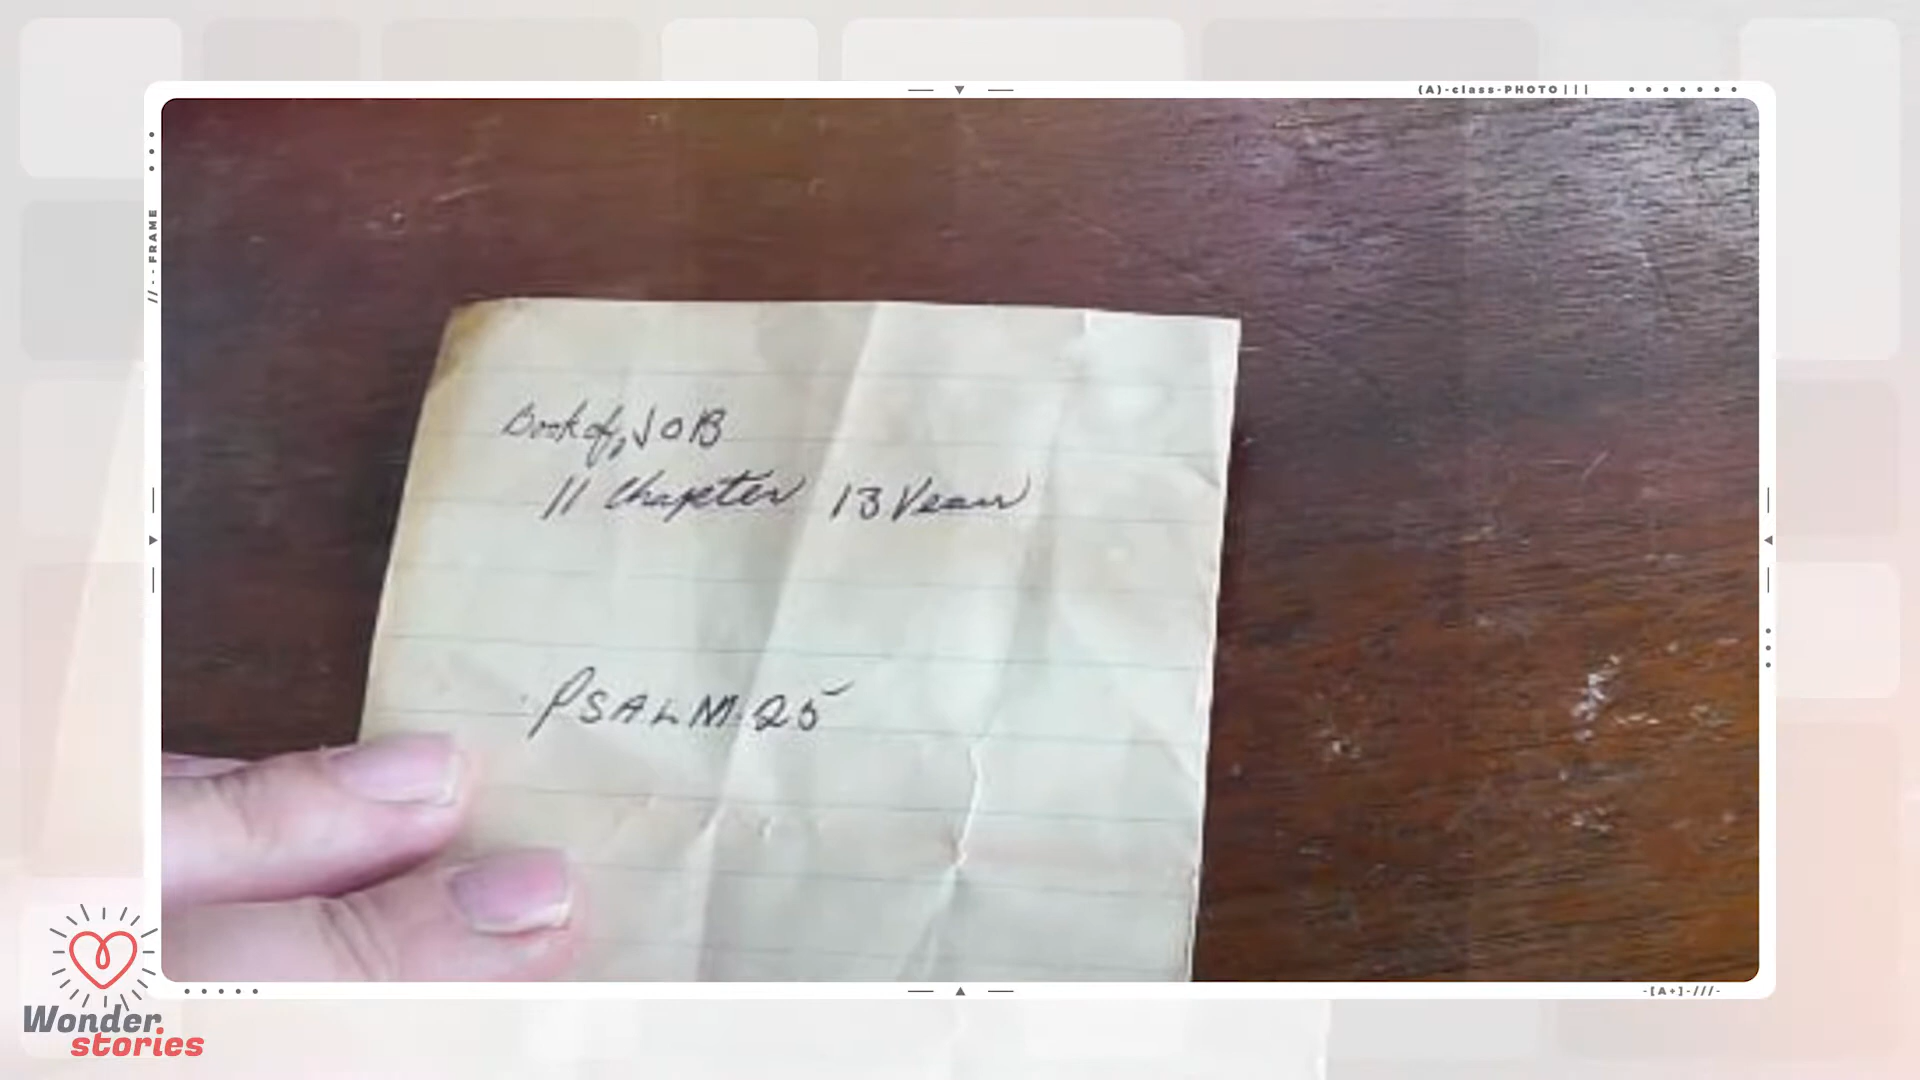 (A)-class-PHOTO|||
//-- FRAME
Book of, JOB
11 Chapter 13 Verse
PSALM 25
-[A+]-///-
Wonder
stories